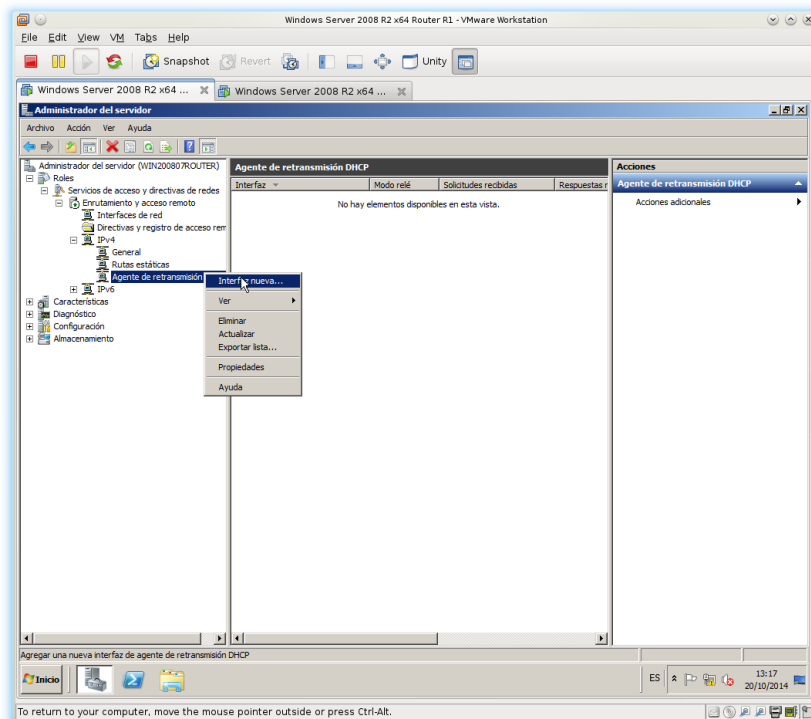 Windows Server 2008 R2 x64 Router R1 - VMware Workstation
File Edit View VM Tabs Help
Snapshot Revert Unity
Windows Server 2008 R2 x64 ... Windows Server 2008 R2 x64 ...
Administrador del servidor
Archivo Acción Ver Ayuda
Administrador del servidor (WIN200807ROUTER)
Roles
Servicios de acceso y directivas de redes
Enrutamiento y acceso remoto
Interfaces de red
Directivas y registro de acceso rem
IPv4
General
Rutas estáticas
Agente de retransmisión
IPv6
Características
Diagnóstico
Configuración
Almacenamiento
Interfaz nueva...
Ver
Eliminar
Actualizar
Exportar lista...
Propiedades
Ayuda
Agente de retransmisión DHCP
Interfaz Modo relé Solicitudes recibidas Respuestas r
No hay elementos disponibles en esta vista.
Acciones
Agente de retransmisión DHCP
Acciones adicionales
Agregar una nueva interfaz de agente de retransmisión DHCP
Inicio
ES
13:17
20/10/2014
To return to your computer, move the mouse pointer outside or press Ctrl-Alt.